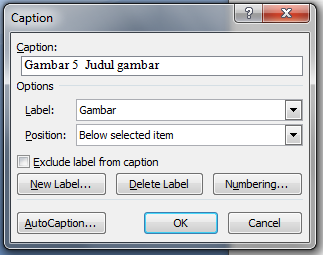 Caption
Caption:
Gambar 5  Judul gambar
Options
Label: Gambar
Position: Below selected item
Exclude label from caption
New Label... Delete Label Numbering...
AutoCaption... OK Cancel